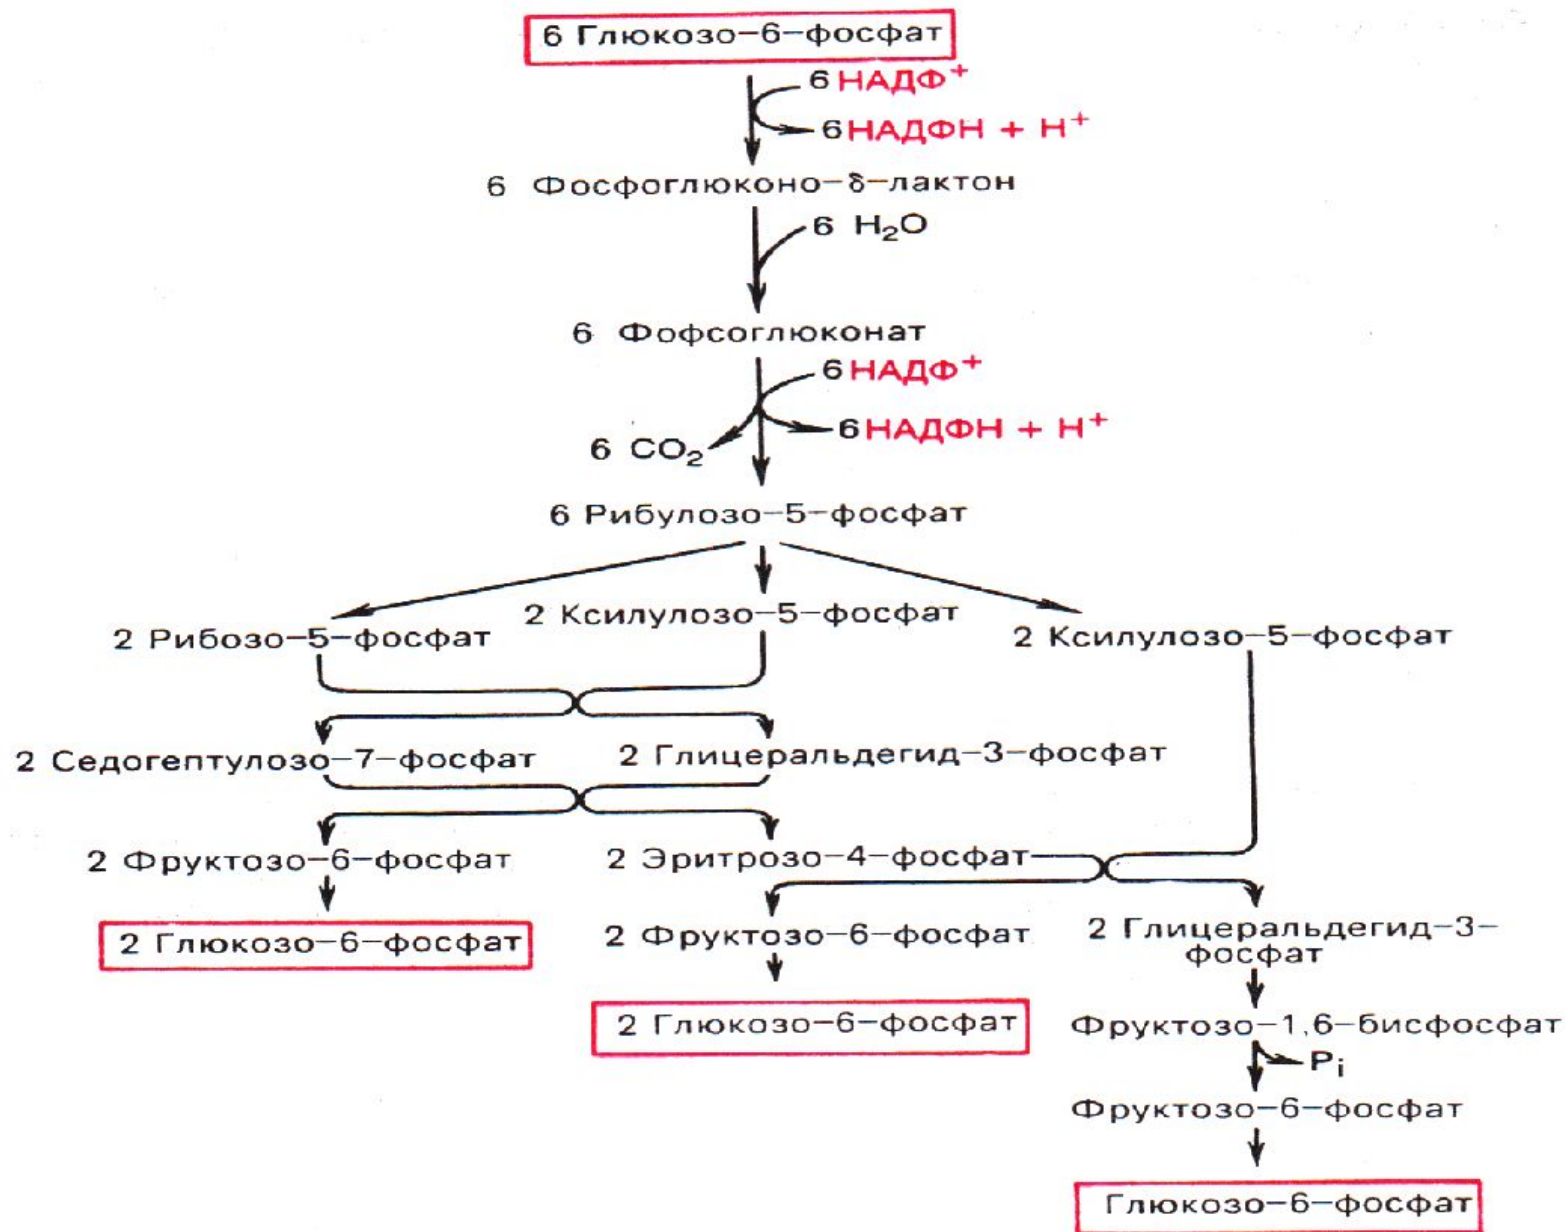 6 Глюкозо-6-фосфат
6 НАДФ⁺
6 НАДФН + Н⁺
6 Фосфоглюконо-δ-лактон
6 H₂O
6 Фофсоглюконат
6 НАДФ⁺
6 НАДФН + Н⁺
6 CO₂
6 Рибулозо-5-фосфат
2 Рибозо-5-фосфат
2 Ксилулозо-5-фосфат
2 Ксилулозо-5-фосфат
2 Седогептулозо-7-фосфат
2 Глицеральдегид-3-фосфат
2 Фруктозо-6-фосфат
2 Эритрозо-4-фосфат
2 Глюкозо-6-фосфат
2 Фруктозо-6-фосфат
2 Глицеральдегид-3-
фосфат
2 Глюкозо-6-фосфат
Фруктозо-1,6-бисфосфат
Pᵢ
Фруктозо-6-фосфат
Глюкозо-6-фосфат